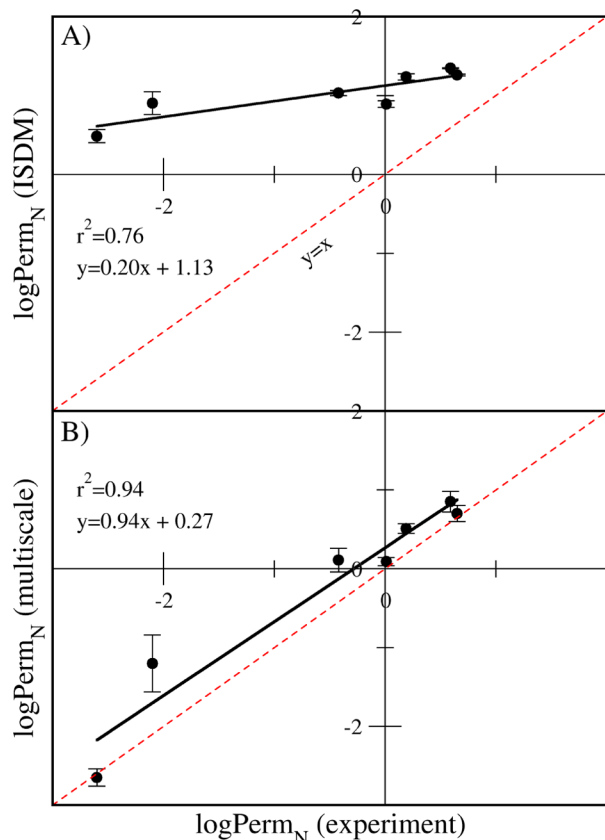 A)
2
logPerm_N (ISDM)
-2
0
r^2=0.76
y=0.20x + 1.13
y=x
-2
2
B)
r^2=0.94
y=0.94x + 0.27
logPerm_N (multiscale)
0
-2
0
-2
logPerm_N (experiment)